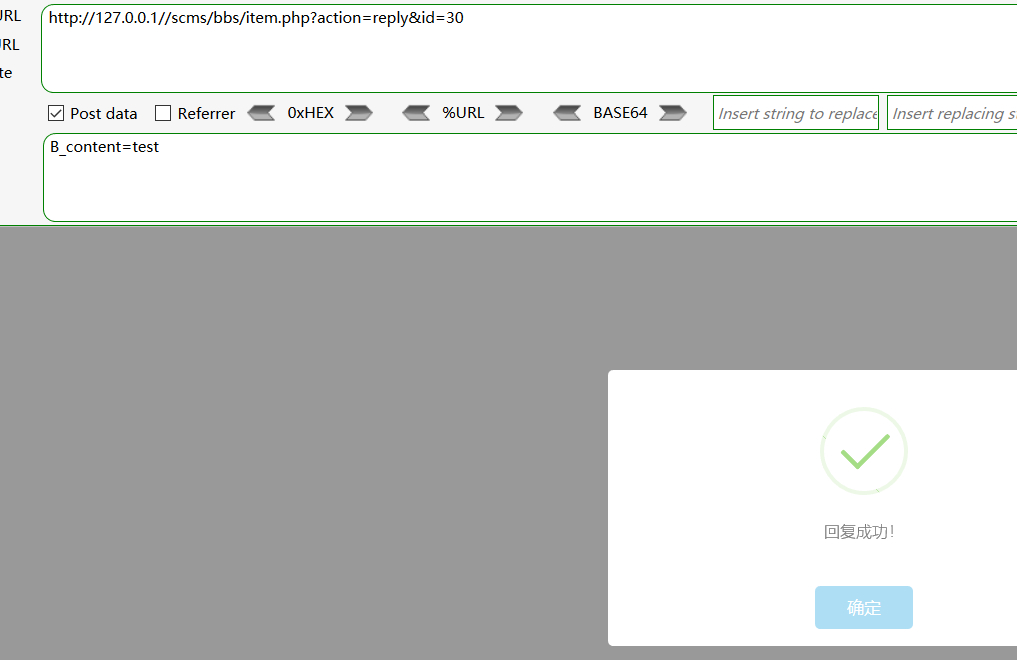 URL
http://127.0.0.1//scms/bbs/item.php?action=reply&id=30
URL
te
Post data Referrer 0xHEX %URL BASE64 Insert string to replace Insert replacing s
B_content=test
回复成功!
确定